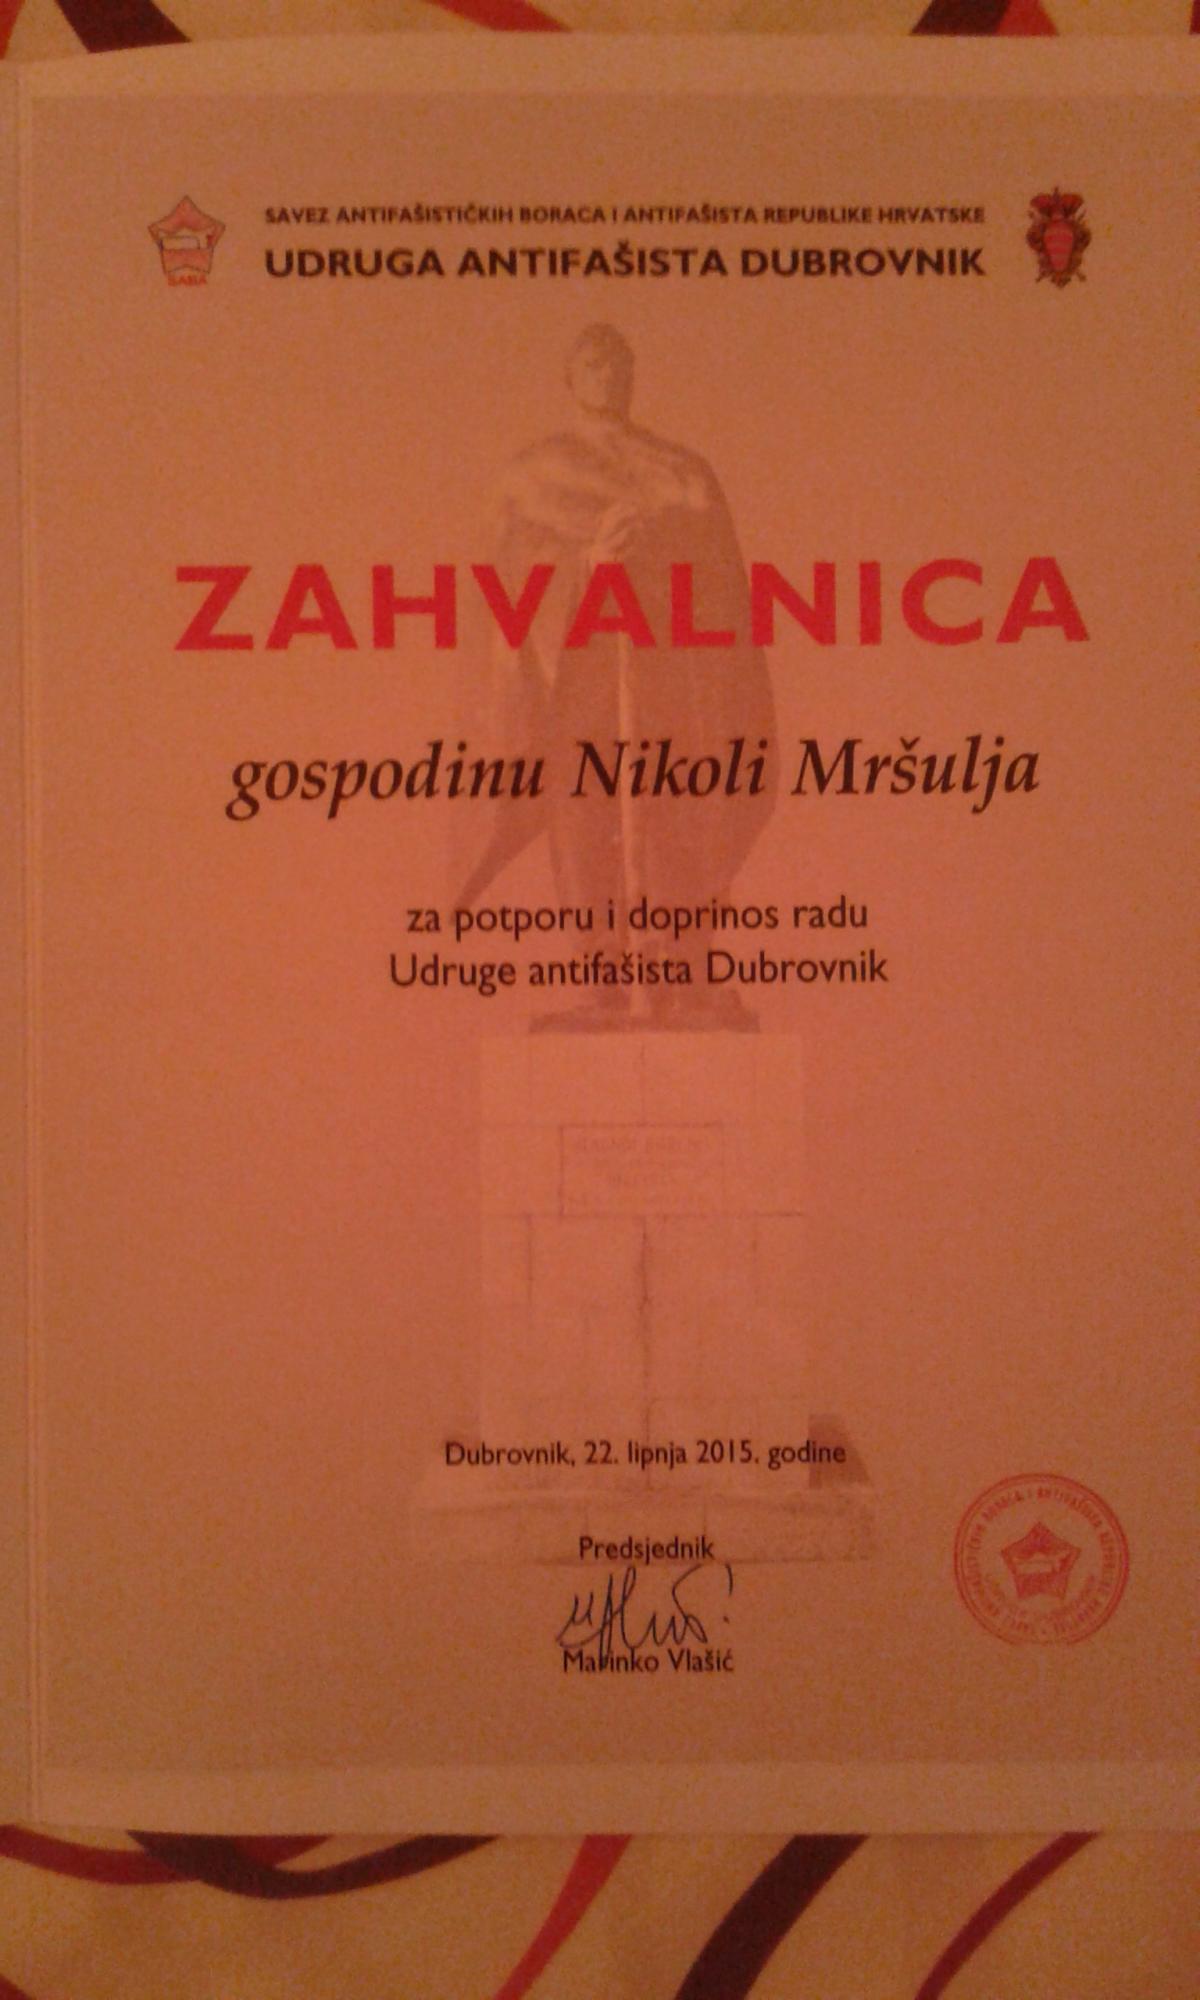 SAVEZ ANTIFAŠISTIČKIH BORACA I ANTIFAŠISTA REPUBLIKE HRVATSKE
UDRUGA ANTIFAŠISTA DUBROVNIK
SABA
ZAHVALNICA
gospodinu Nikoli Mršulja
za potporu i doprinos radu
Udruge antifašista Dubrovnik
Dubrovnik, 22. lipnja 2015. godine
Predsjednik
Marinko Vlašić